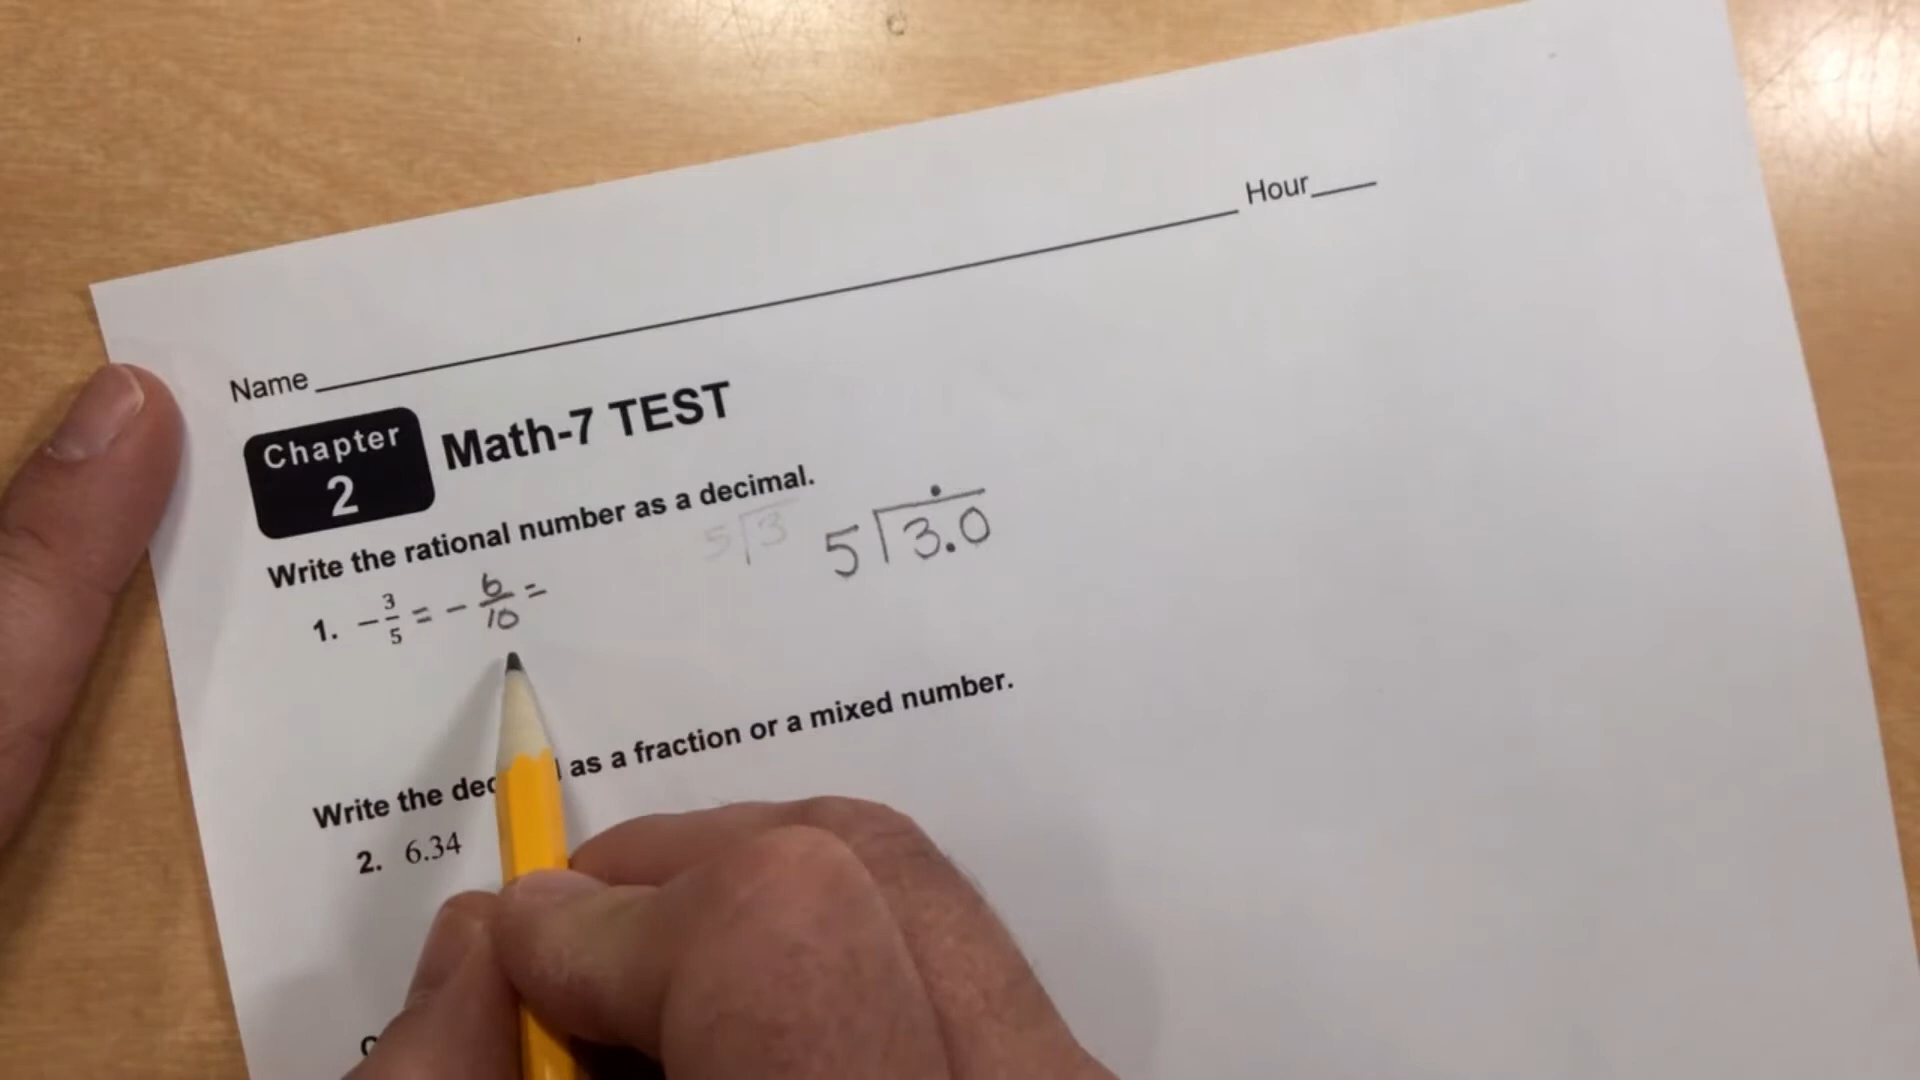 Name Hour
Chapter 2
Math-7 TEST
Write the rational number as a decimal.
5 3
5 3.0
1. -3/5 = -6/10 =
Write the as a fraction or a mixed number.
2. 6.34